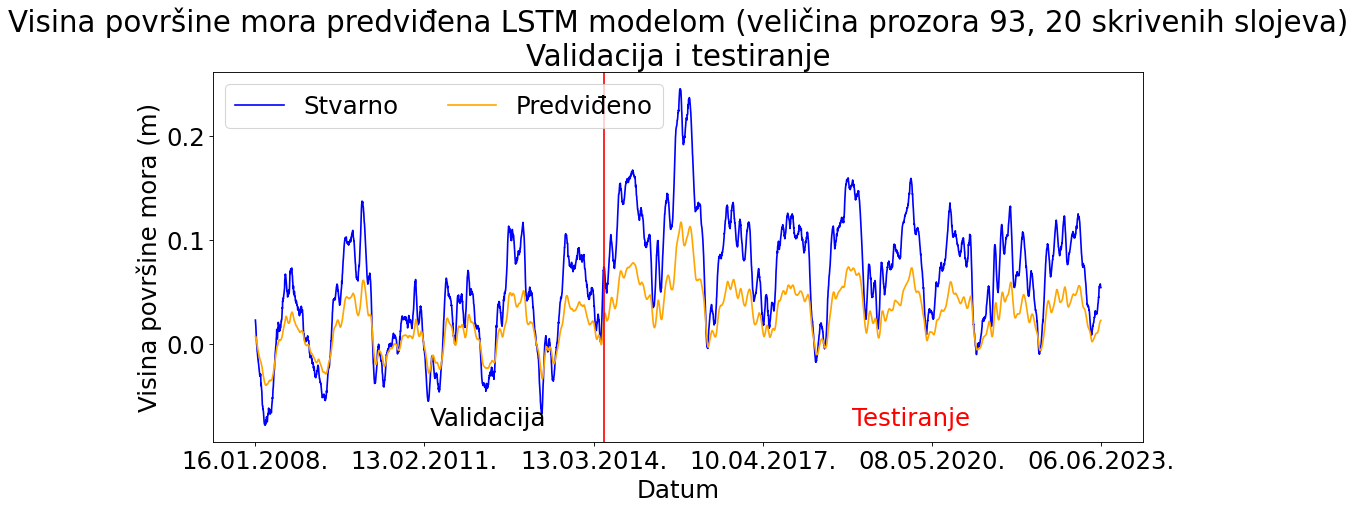 Visina površine mora predviđena LSTM modelom (veličina prozora 93, 20 skrivenih slojeva)
Validacija i testiranje
Stvarno
Predviđeno
Visina površine mora (m)
0.2
0.1
0.0
Validacija
Testiranje
16.01.2008.
13.02.2011.
13.03.2014.
10.04.2017.
08.05.2020.
06.06.2023.
Datum